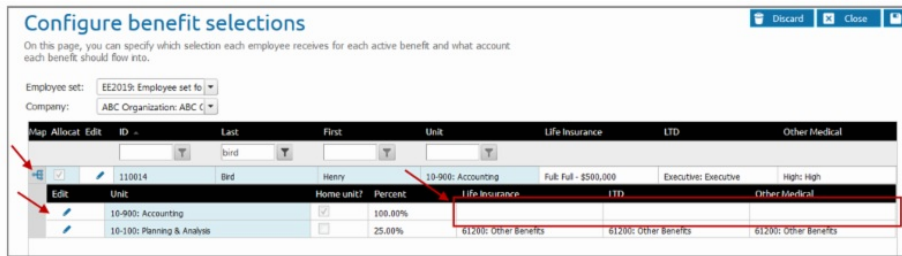 Configure benefit selections
Discard Close
On this page, you can specify which selection each employee receives for each active benefit and what account
each benefit should flow into.
Employee set: EE2019: Employee set fo
Company: ABC Organization: ABC (
Map Allocat Edit ID Last First Unit Life Insurance LTD Other Medical
bird
110014 Bird Henry 10-900: Accounting Full: Full - $500,000 Executive: Executive High: High
Edit Unit Home unit? Percent Life Insurance LTD Other Medical
10-900: Accounting 100.00%
10-100: Planning & Analysis 25.00% 61200: Other Benefits 61200: Other Benefits 61200: Other Benefits